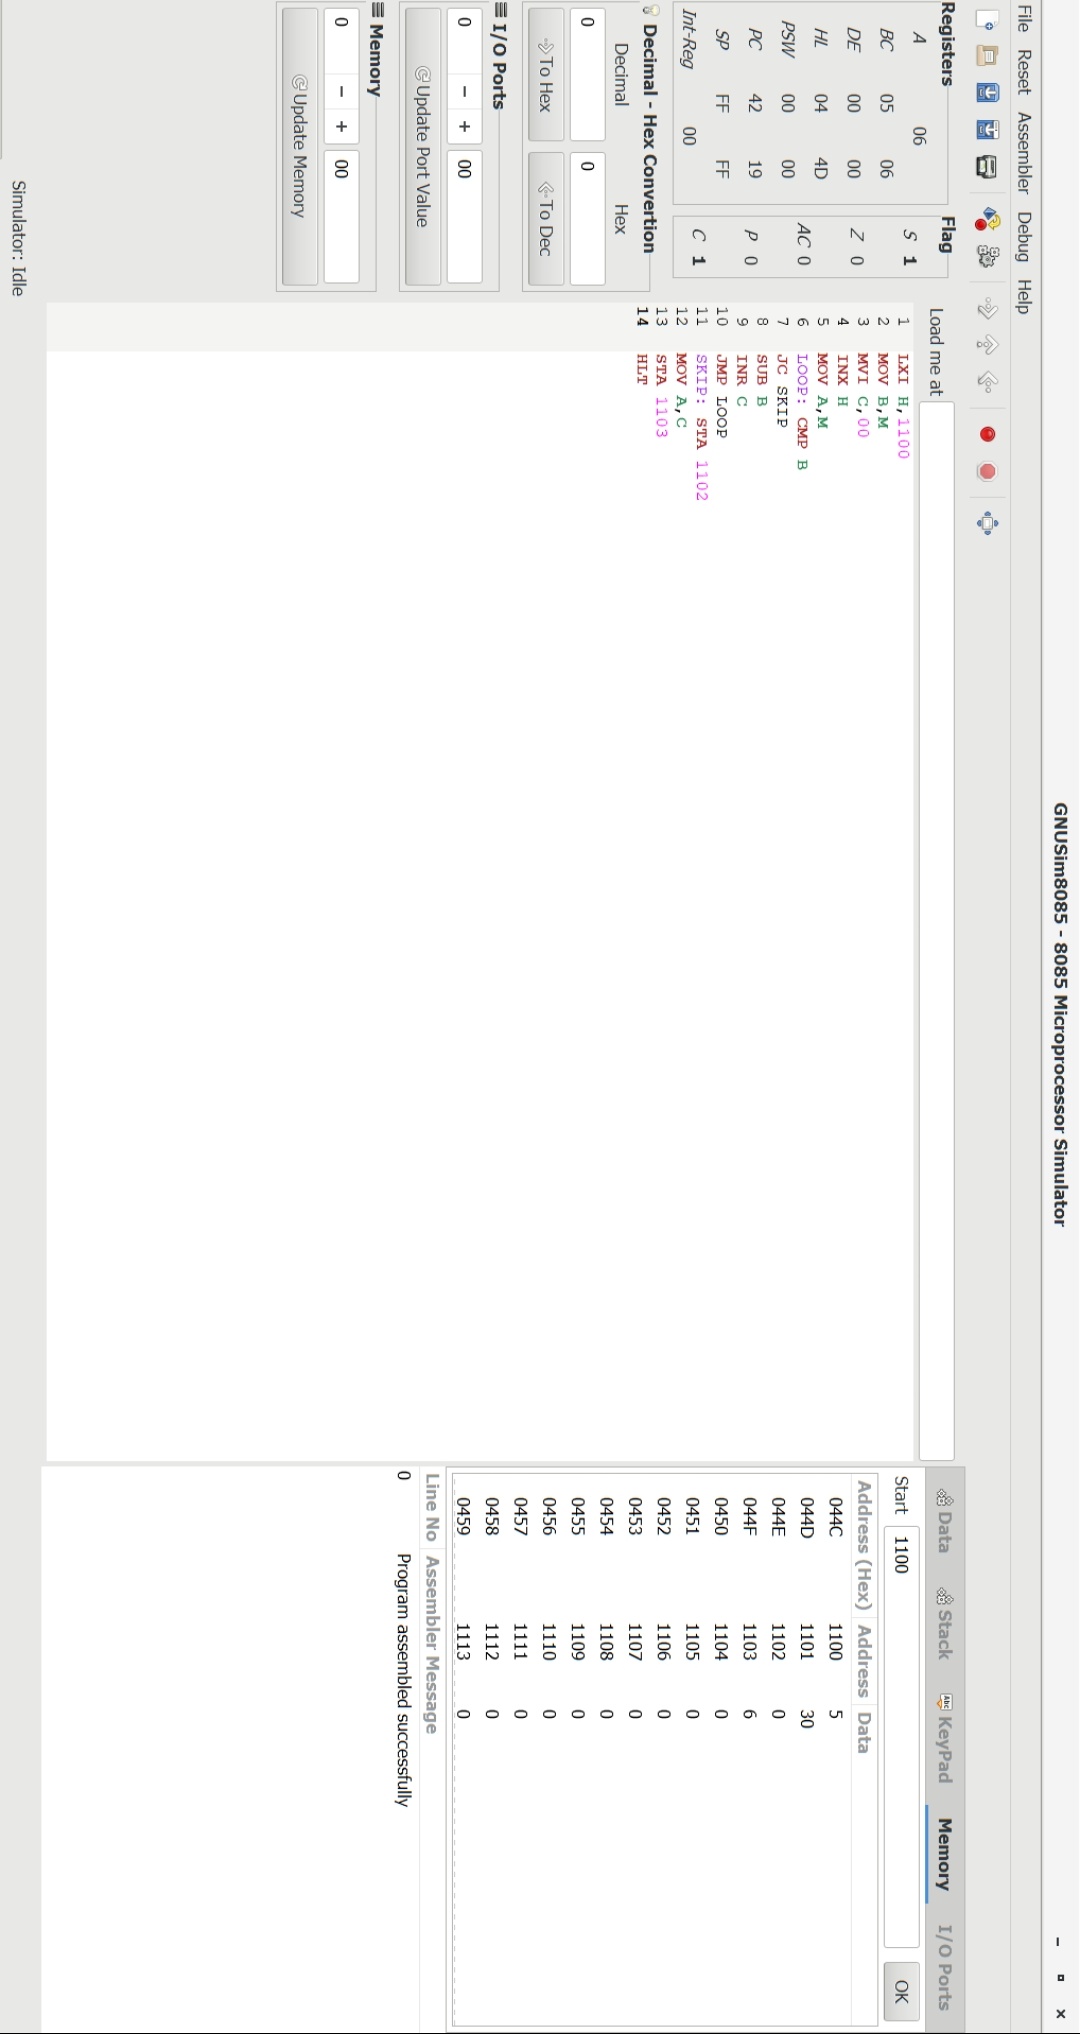 GNUSim8085 - 8085 Microprocessor Simulator
File Reset Assembler Debug Help
Registers
A 06
BC 05 06
DE 00 00
HL 04 4D
PSW 00 00
PC 42 19
SP FF FF
Int-Reg 00
Flag
S 1
Z 0
AC 0
P 0
C 1
Decimal - Hex Convertion
Decimal Hex
0 0
To Hex To Dec
I/O Ports
0 − + 00
Update Port Value
Memory
0 − + 00
Update Memory
Load me at
1 LXI H,1100
2 MOV B,M
3 MVI C,00
4 INX H
5 MOV A,M
6 LOOP: CMP B
7 JC SKIP
8 SUB B
9 INR C
10 JMP LOOP
11 SKIP: STA 1102
12 MOV A,C
13 STA 1103
14 HLT
Data Stack KeyPad Memory I/O Ports
Start 1100 OK
Address (Hex) Address Data
044C 1100 5
044D 1101 30
044E 1102 0
044F 1103 6
0450 1104 0
0451 1105 0
0452 1106 0
0453 1107 0
0454 1108 0
0455 1109 0
0456 1110 0
0457 1111 0
0458 1112 0
0459 1113 0
Line No Assembler Message
0 Program assembled successfully
Simulator: Idle